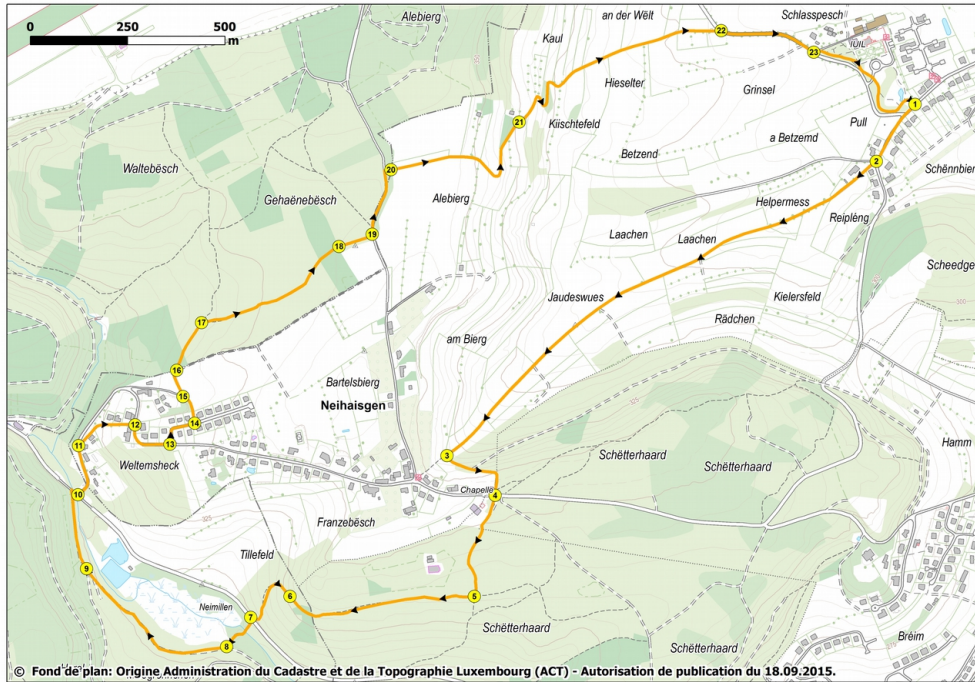 0 250 500 m
an der Wëlt
Schlasspesch
Alebierg
Kaul
22
IUIL
23
Hieselter
Grinsel
1
21
Kiischtefeld
Pull
a Betzemd
Waltebësch
Betzend
2
20
Schënnbier
Gehaënebësch
Alebierg
Helpermess
Reiplëng
19
Laachen
Laachen
18
Scheedge
Jaudeswues
Kielersfeld
17
Rädchen
am Bierg
16
Bartelsbierg
15
Neihaisgen
12
14
Hamm
11
13
3
Schëtterhaard
Weltemsheck
Schëtterhaard
10
Chapelle
4
Franzebësch
Tillefeld
9
6
5
Neimillen
7
Schëtterhaard
8
Schëtterhaard
Breim
© Fond de plan: Origine Administration du Cadastre et de la Topographie Luxembourg (ACT) - Autorisation de publication du 18.09.2015.